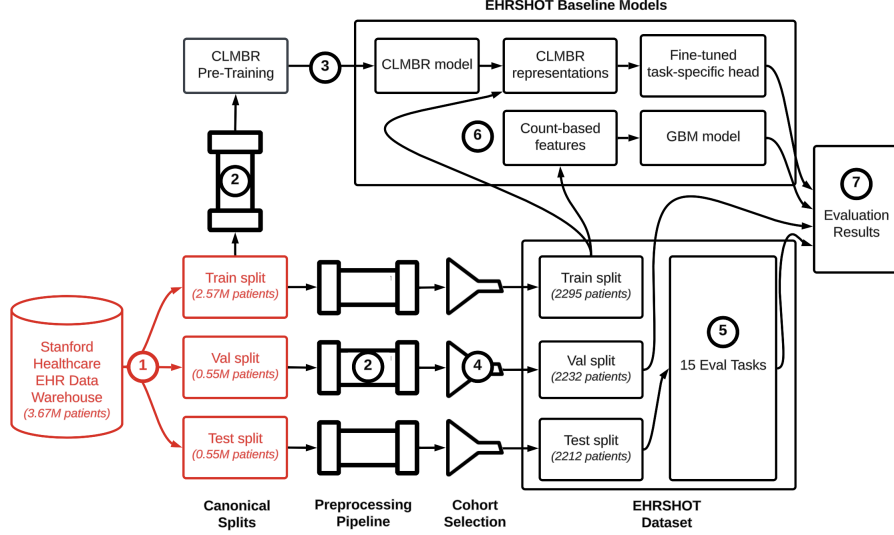 EHRSHOT Baseline Models
CLMBR
Pre-Training
3
CLMBR model
CLMBR
representations
Fine-tuned
task-specific head
6
Count-based
features
GBM model
2
7
Evaluation
Results
Train split
(2.57M patients)
Train split
(2295 patients)
Stanford
Healthcare
EHR Data
Warehouse
(3.67M patients)
1
Val split
(0.55M patients)
2
4
Val split
(2232 patients)
5
15 Eval Tasks
Test split
(0.55M patients)
Test split
(2212 patients)
Canonical
Splits
Preprocessing
Pipeline
Cohort
Selection
EHRSHOT
Dataset